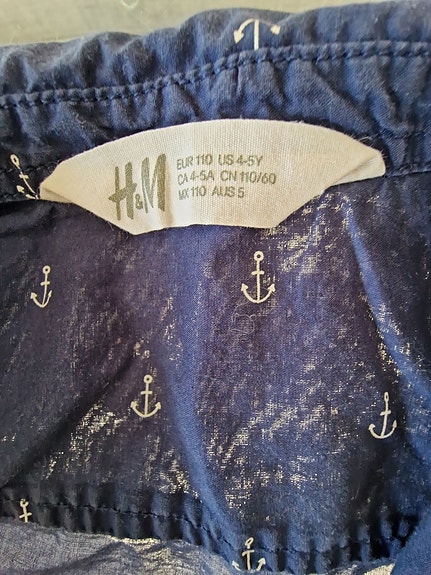 H&M
EUR 110 US 4-5Y
CA 4-5A CN 110/60
MX 110 AUS 5